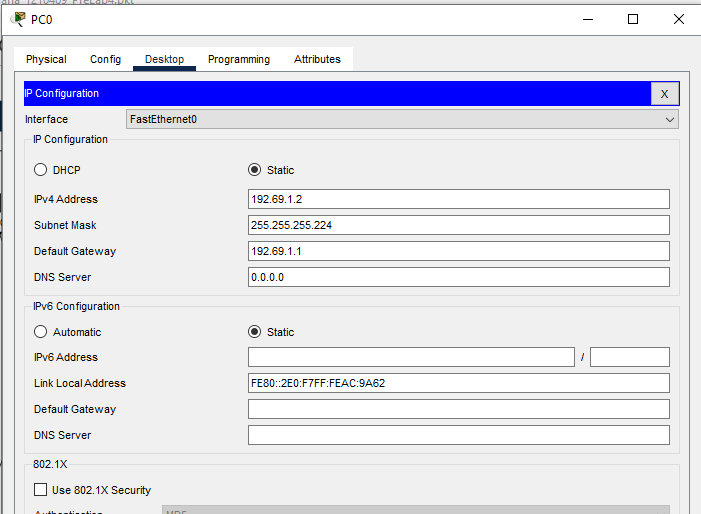 PC0
Physical Config Desktop Programming Attributes
IP Configuration X
Interface FastEthernet0
IP Configuration
DHCP Static
IPv4 Address 192.69.1.2
Subnet Mask 255.255.255.224
Default Gateway 192.69.1.1
DNS Server 0.0.0.0
IPv6 Configuration
Automatic Static
IPv6 Address /
Link Local Address FE80::2E0:F7FF:FEAC:9A62
Default Gateway
DNS Server
802.1X
Use 802.1X Security
Authentication MD5